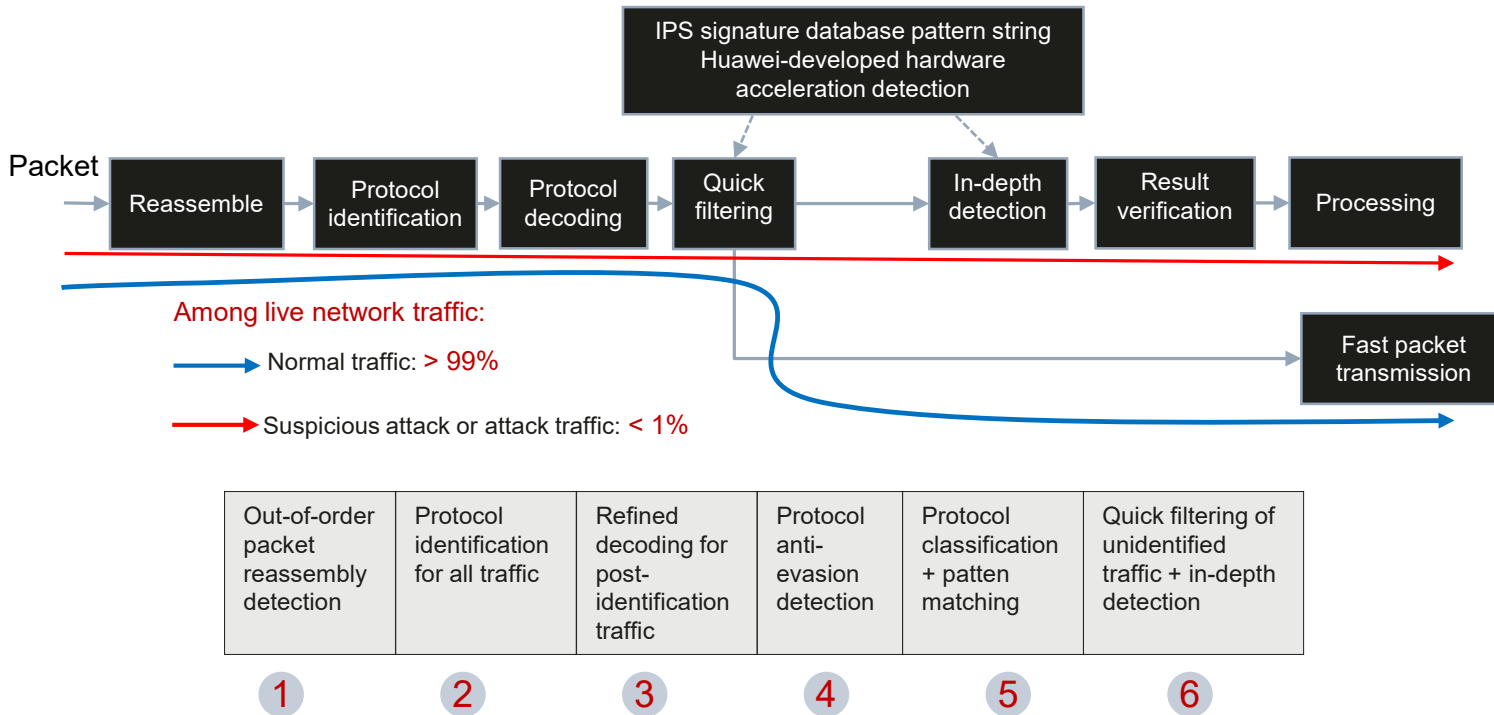 IPS signature database pattern string
Huawei-developed hardware
acceleration detection
Packet
Reassemble
Protocol
identification
Protocol
decoding
Quick
filtering
In-depth
detection
Result
verification
Processing
Among live network traffic:
Normal traffic: > 99%
Suspicious attack or attack traffic: < 1%
Fast packet
transmission
Out-of-order
packet
reassembly
detection
Protocol
identification
for all traffic
Refined
decoding for
post-
identification
traffic
Protocol
anti-
evasion
detection
Protocol
classification
+ patten
matching
Quick filtering of
unidentified
traffic + in-depth
detection
1
2
3
4
5
6